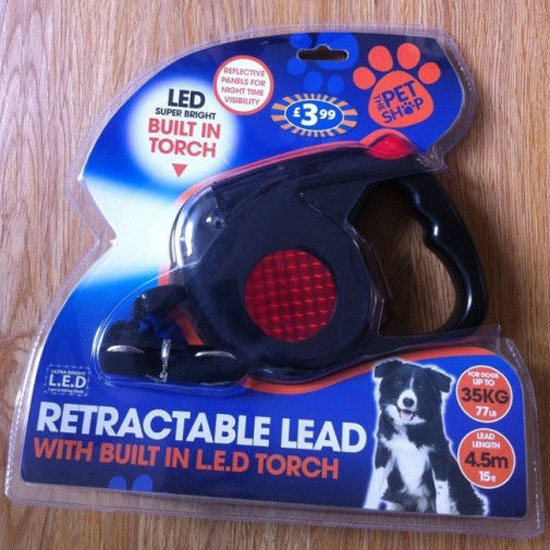 REFLECTIVE
PANELS FOR
NIGHT TIME
VISIBILITY
LED
SUPER BRIGHT
BUILT IN
TORCH
£3.99
THE
PET
SHOP
ULTRA BRIGHT
L.E.D
RETRACTABLE LEAD
WITH BUILT IN L.E.D TORCH
FOR DOGS
UP TO
35KG
77LB
LEAD
LENGTH
4.5m